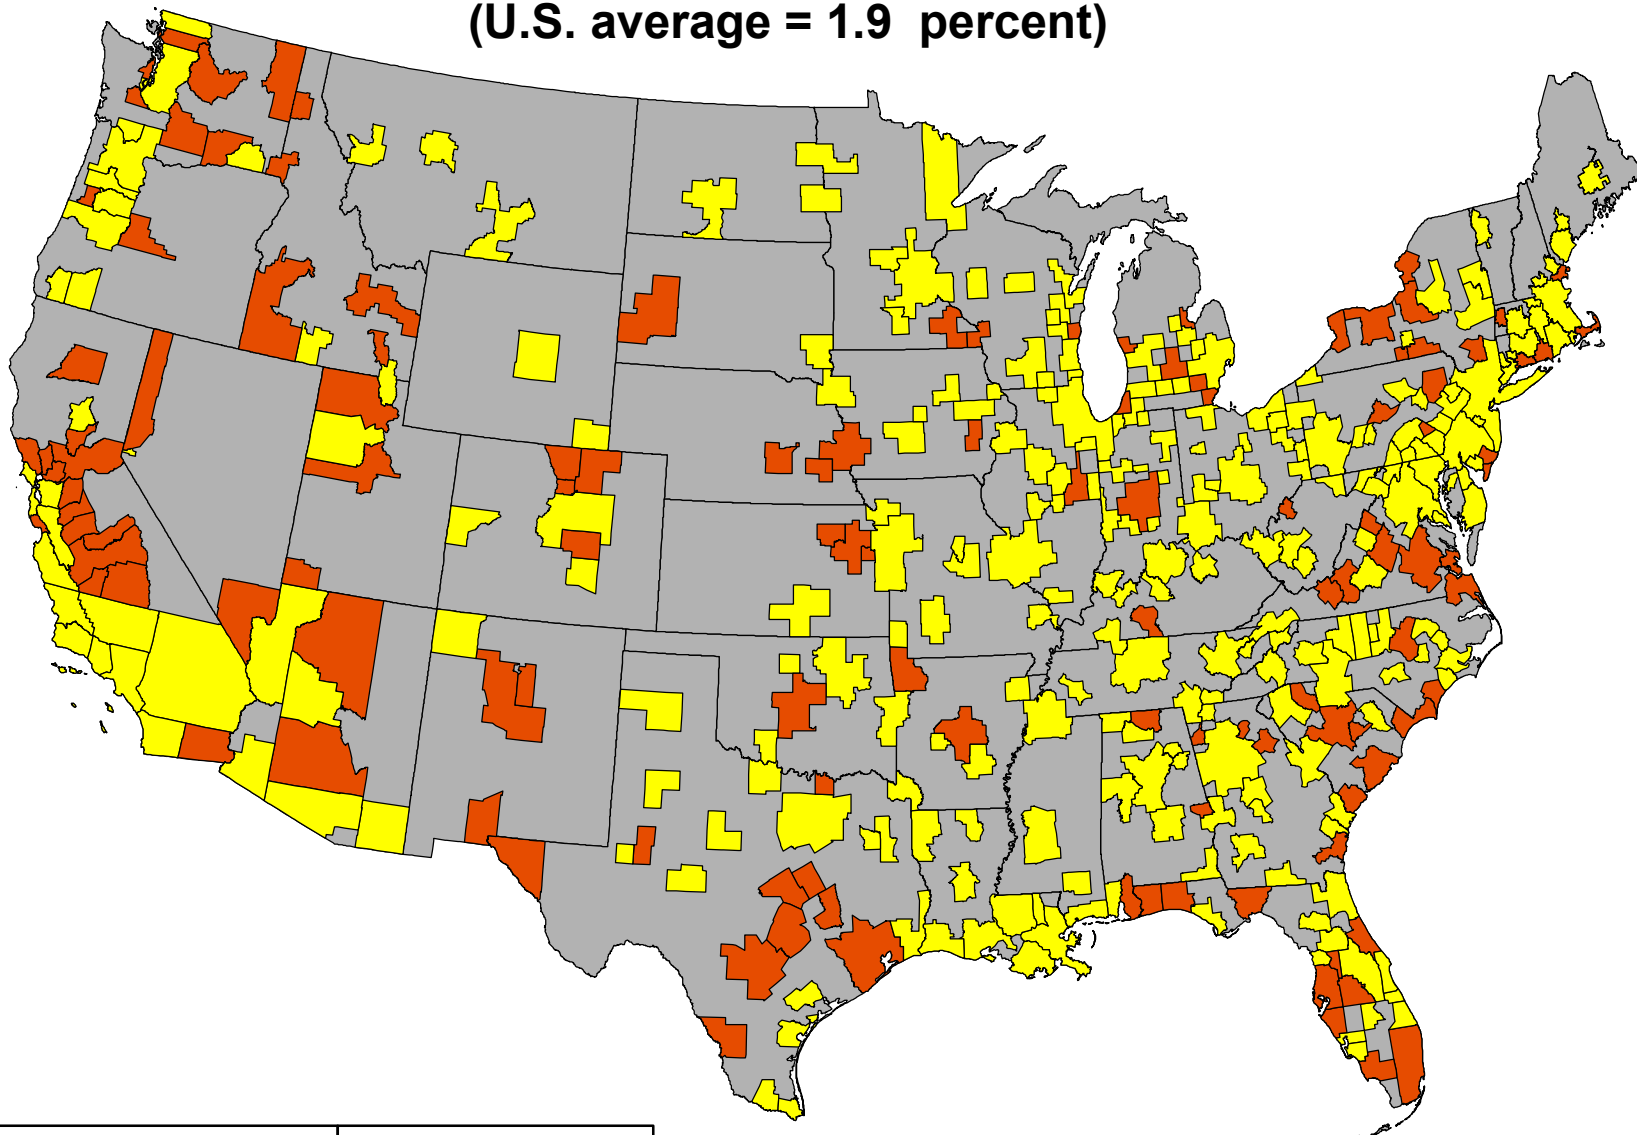 (U.S. average = 1.9 percent)